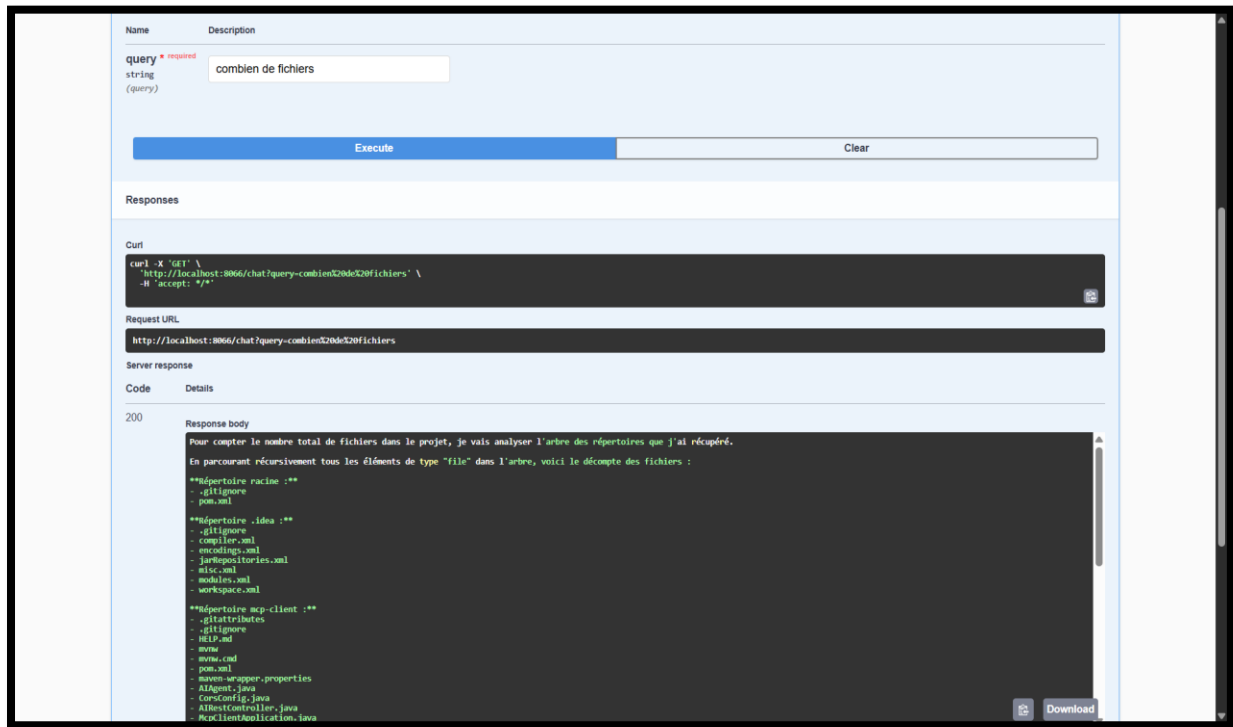 Name Description
query * required
string
(query)
combien de fichiers
Execute Clear
Responses
Curl
curl -X 'GET' \
'http://localhost:8066/chat?query=combien%20de%20fichiers' \
-H 'accept: */*'
Request URL
http://localhost:8066/chat?query=combien%20de%20fichiers
Server response
Code Details
200
Response body
Pour compter le nombre total de fichiers dans le projet, je vais analyser l'arbre des répertoires que j'ai récupéré.
En parcourant récursivement tous les éléments de type "file" dans l'arbre, voici le décompte des fichiers :
**Répertoire racine :**
- .gitignore
- pom.xml
**Répertoire .idea :**
- .gitignore
- compiler.xml
- encodings.xml
- jarRepositories.xml
- misc.xml
- modules.xml
- workspace.xml
**Répertoire mcp-client :**
- .gitattributes
- .gitignore
- HELP.md
- mvnw
- mvnw.cmd
- pom.xml
- maven-wrapper.properties
- AIAgent.java
- CorsConfig.java
- AIRestController.java
- McpClientApplication.java
Download